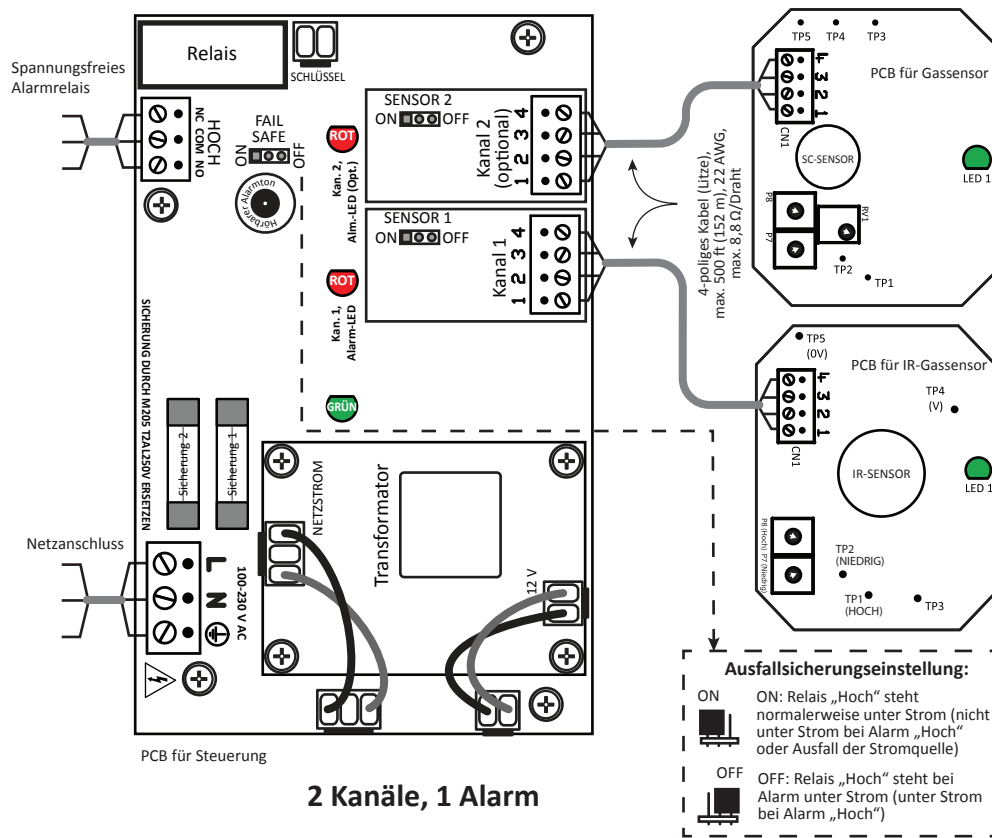 Relais
SCHLÜSSEL
Spannungsfreies
Alarmrelais
NC COM NO
HOCH
FAIL
SAFE
ON
OFF
Hörbarer Alarmton
ROT
Kan. 2,
Alm.-LED (Opt.)
SENSOR 2
ON OFF
Kanal 2
(optional)
1 2 3 4
SENSOR 1
ON OFF
Kanal 1
1 2 3 4
ROT
Kan. 1,
Alarm-LED
GRÜN
SICHERUNG DURCH M205 T2AL250V ERSETZEN
Sicherung 2
Sicherung 1
Netzanschluss
L N
100-230 V AC
NETZSTROM
Transformator
12 V
PCB für Steuerung
2 Kanäle, 1 Alarm
4-poliges Kabel (Litze),
max. 500 ft (152 m), 22 AWG,
max. 8,8 Ω/Draht
TP5 TP4 TP3
PCB für Gassensor
4
3
2
1
CN1
SC-SENSOR
LED 1
P8
P7
RV1
TP2
TP1
TP5
(0V)
PCB für IR-Gassensor
4
3
2
1
CN1
TP4
(V)
IR-SENSOR
LED 1
P8 (Hoch) P7 (Niedrig)
TP2
(NIEDRIG)
TP1
(HOCH)
TP3
Ausfallsicherungseinstellung:
ON
ON: Relais „Hoch“ steht
normalerweise unter Strom (nicht
unter Strom bei Alarm „Hoch“
oder Ausfall der Stromquelle)
OFF
OFF: Relais „Hoch“ steht bei
Alarm unter Strom (unter Strom
bei Alarm „Hoch“)